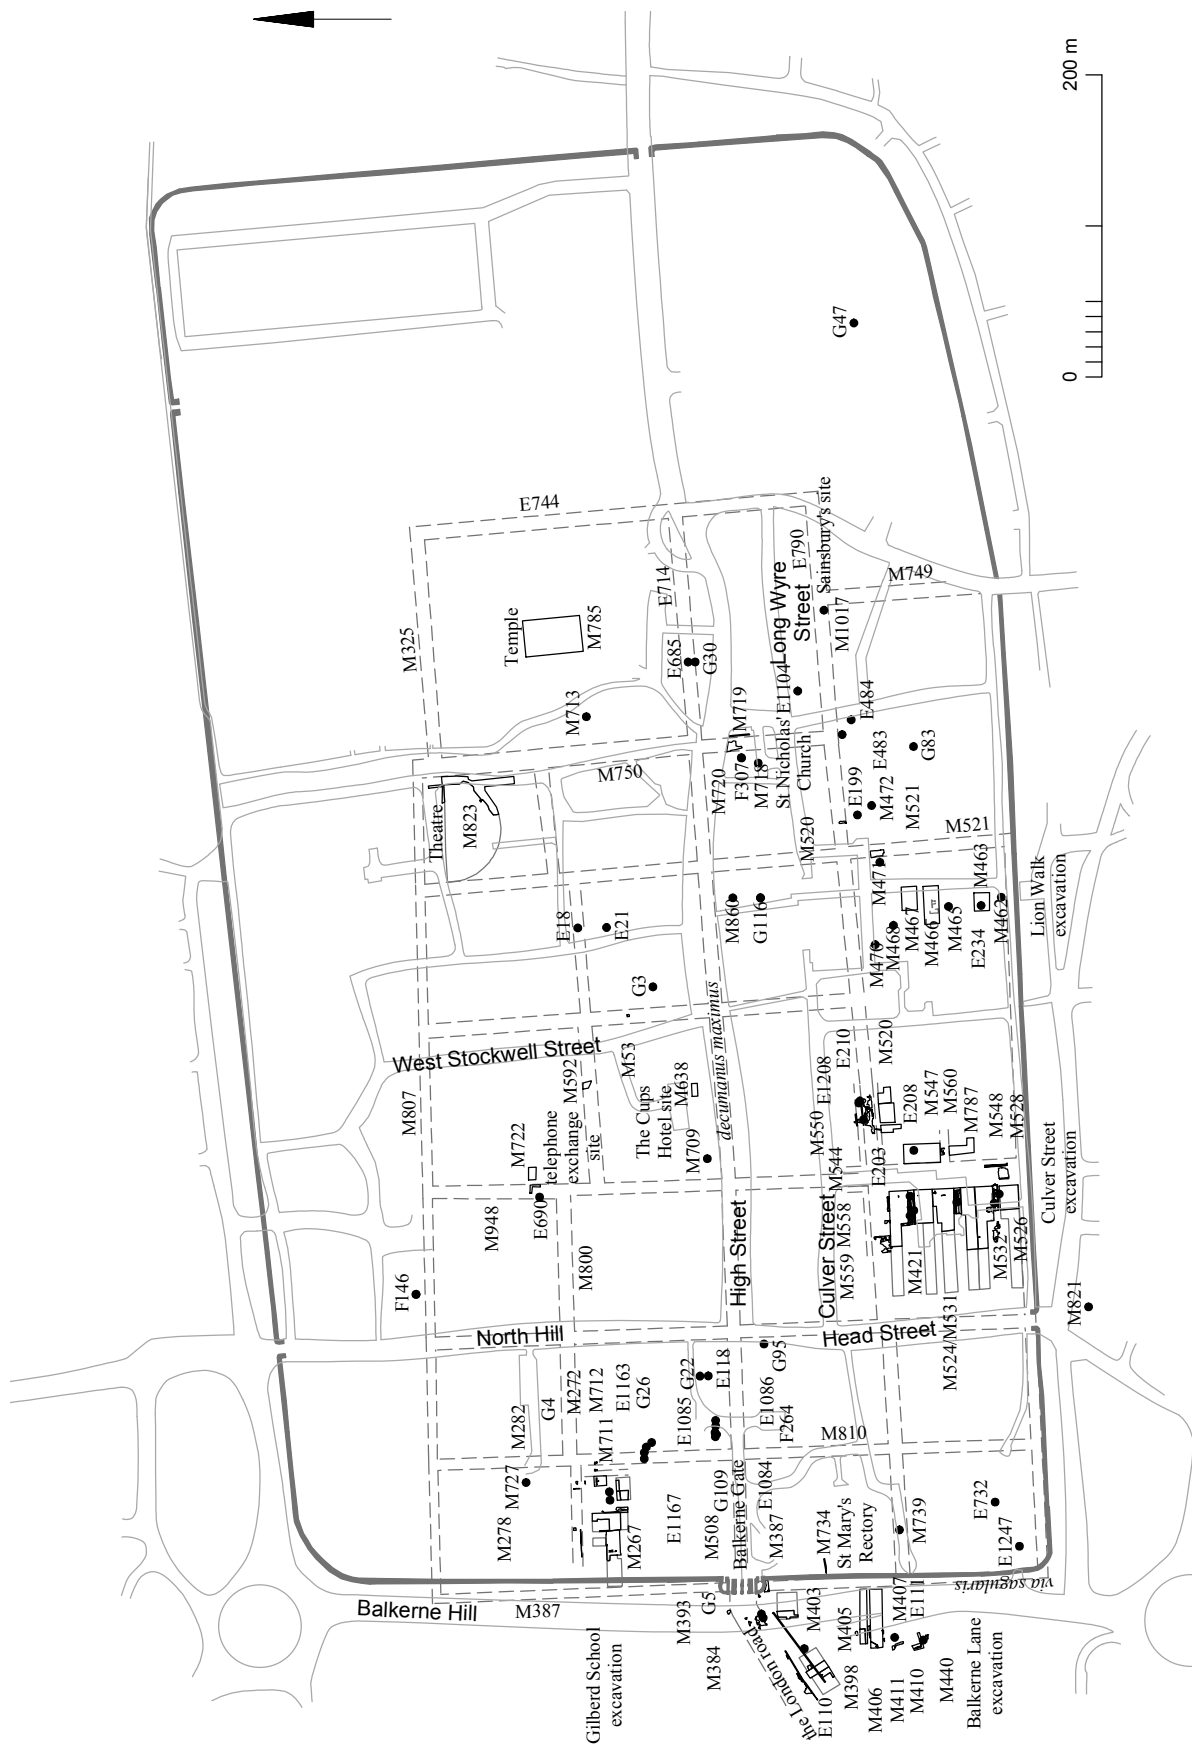 200 m
0
G47
E744
M325
Temple
M785
E714
E685
G30
Long Wyre
Street
E790
Sainsbury's site
M749
M1017
M713
M719
E1104
E484
M750
M720
F307
M718
St Nicholas'
Church
E483
G83
E199
M472
M521
Theatre
M823
M520
M521
M471
M463
E18
E21
M860
G116
M470
M468
M467
M466
M465
E234
M462
Lion Walk
excavation
G3
decumanus maximus
West Stockwell Street
M53
M592
M638
The Cups
Hotel site
M709
M807
M722
telephone
exchange
site
E690
M948
M800
E210
M520
E1208
M550
M544
E203
E208
M547
M560
M787
M548
M528
Culver Street
excavation
High Street
Culver Street
M558
M559
M421
M532
M526
M524/M531
M821
F146
North Hill
Head Street
G95
G22
E118
M282
G4
M272
M712
E1163
G26
E1085
E1086
F264
M810
M711
M727
M278
M267
E1167
M508
G109
Balkerne Gate
E1084
M387
M734
St Mary's
Rectory
M739
E732
E1247
via sagularis
Balkerne Hill
M387
M393
G5
M384
Gilberd School
excavation
the London road
E110
M403
M398
M405
M406
M407
M411
E111
M410
M440
Balkerne Lane
excavation